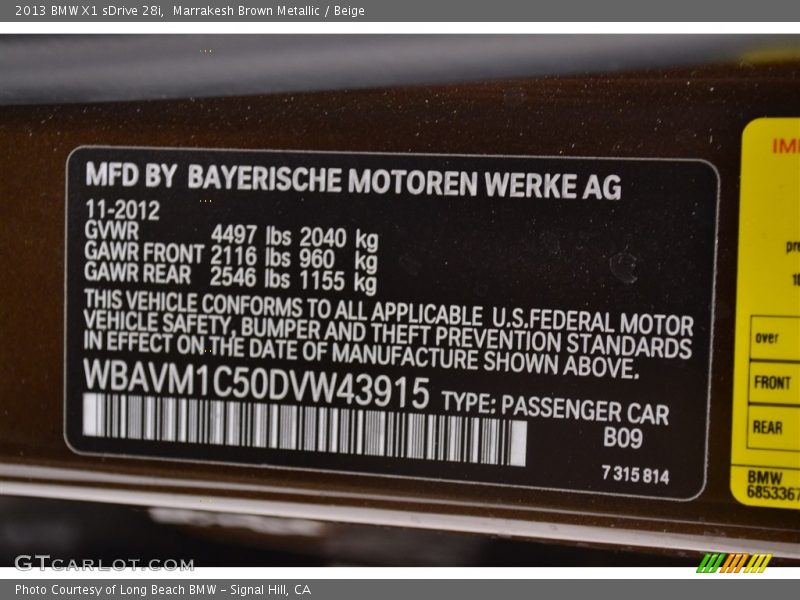 2013 BMW X1 sDrive 28i,  Marrakesh Brown Metallic / Beige
MFD BY BAYERISCHE MOTOREN WERKE AG
11-2012
GVWR 4497 lbs 2040 kg
GAWR FRONT 2116 lbs 960 kg
GAWR REAR 2546 lbs 1155 kg
THIS VEHICLE CONFORMS TO ALL APPLICABLE U.S.FEDERAL MOTOR
VEHICLE SAFETY, BUMPER AND THEFT PREVENTION STANDARDS
IN EFFECT ON THE DATE OF MANUFACTURE SHOWN ABOVE.
WBAVM1C50DVW43915 TYPE: PASSENGER CAR
B09
7 315 814
over
FRONT
REAR
BMW
GTCARLOT.COM
Photo Courtesy of Long Beach BMW – Signal Hill, CA